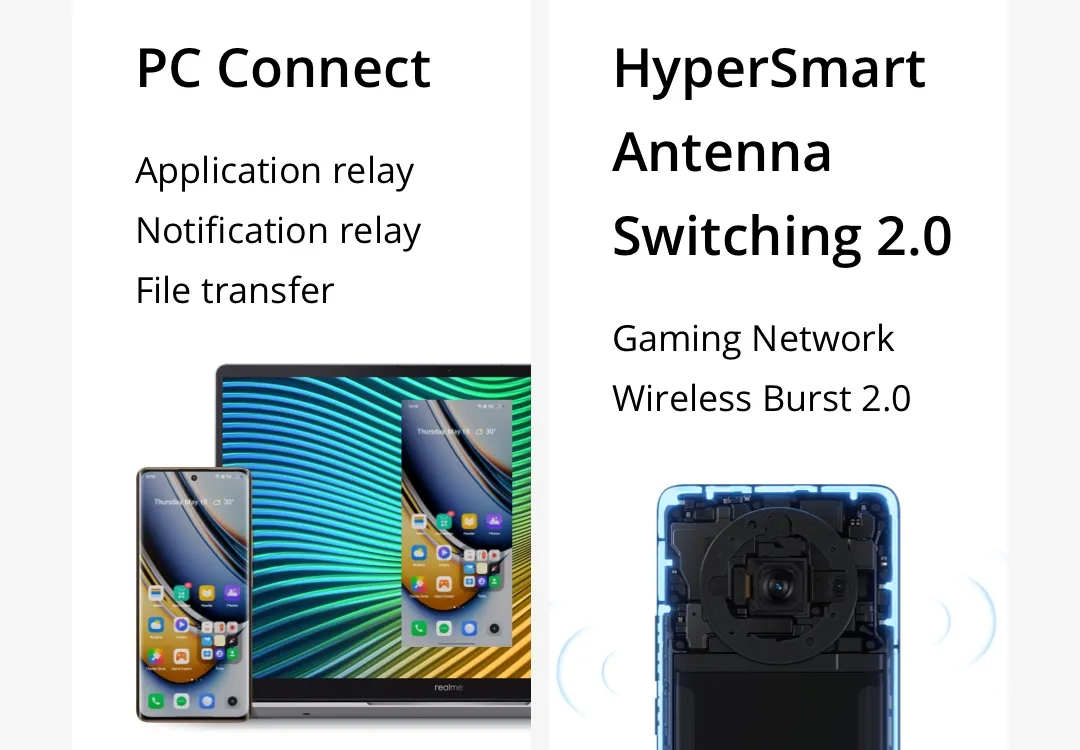 PC Connect
Application relay
Notification relay
File transfer
Thursday, May 18 30°
Thursday, May 18 30°
realme
HyperSmart
Antenna
Switching 2.0
Gaming Network
Wireless Burst 2.0